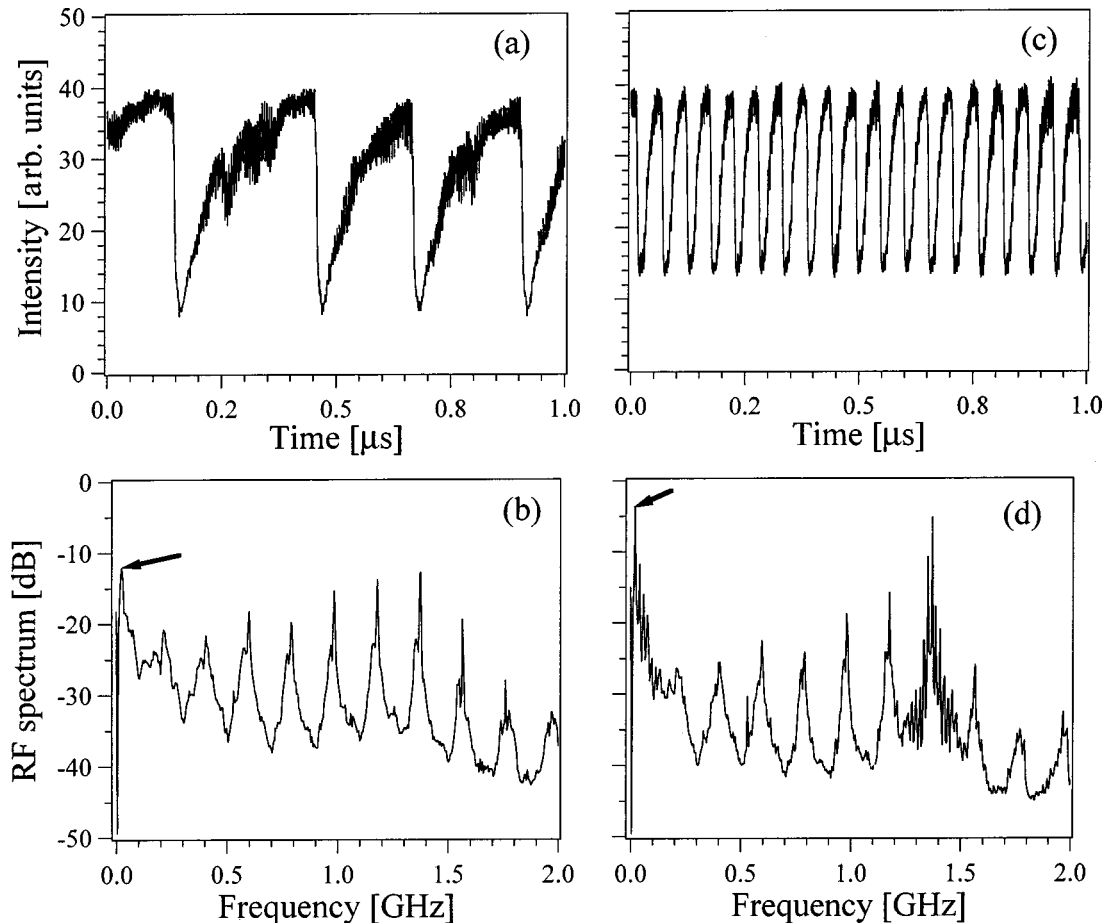 50
40
30
20
10
0
Intensity [arb. units]
(a)
0.0 0.2 0.5 0.8 1.0
Time [μs]
(c)
0.0 0.2 0.5 0.8 1.0
Time [μs]
0
-10
-20
-30
-40
-50
RF spectrum [dB]
(b)
0.0 0.5 1.0 1.5 2.0
Frequency [GHz]
(d)
0.0 0.5 1.0 1.5 2.0
Frequency [GHz]